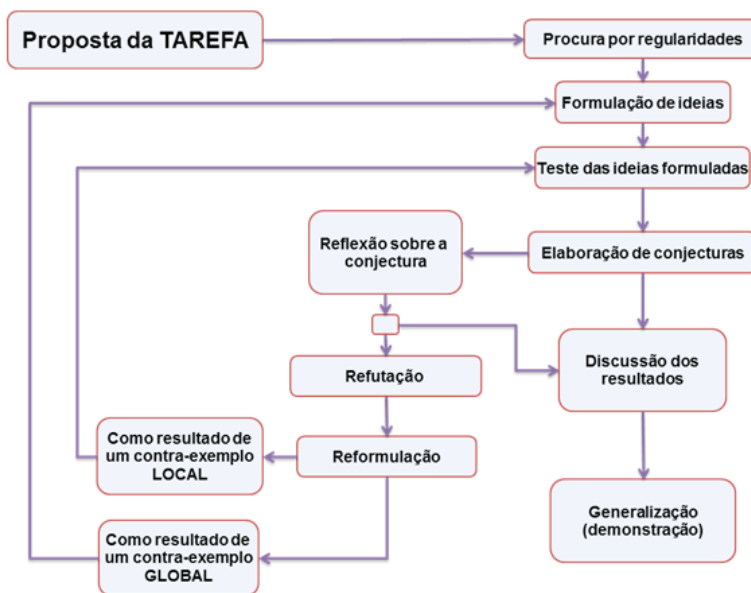 Proposta da TAREFA
Procura por regularidades
Formulação de ideias
Teste das ideias formuladas
Elaboração de conjecturas
Reflexão sobre a
conjectura
Refutação
Reformulação
Como resultado de
um contra-exemplo
LOCAL
Como resultado de
um contra-exemplo
GLOBAL
Discussão dos
resultados
Generalização
(demonstração)